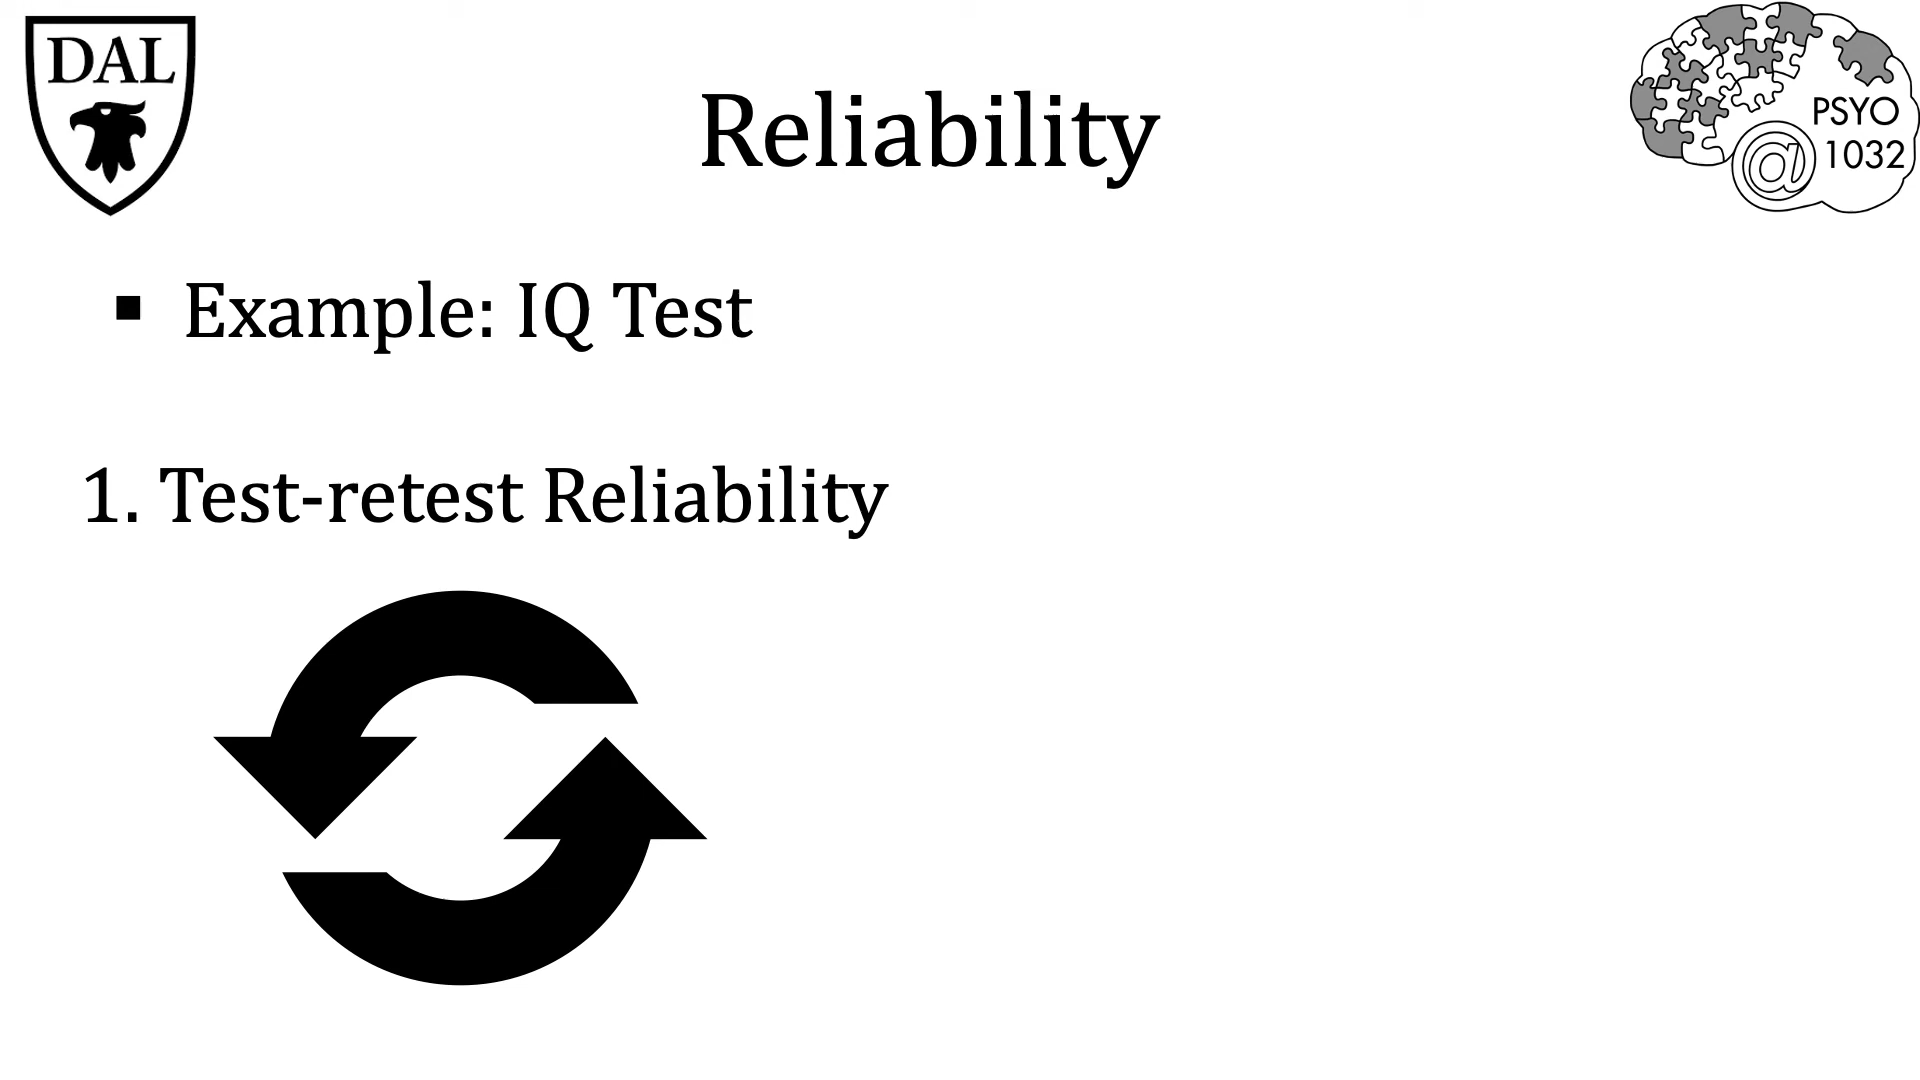 DAL
Reliability
PSYO
@ 1032
▪ Example: IQ Test
1. Test-retest Reliability